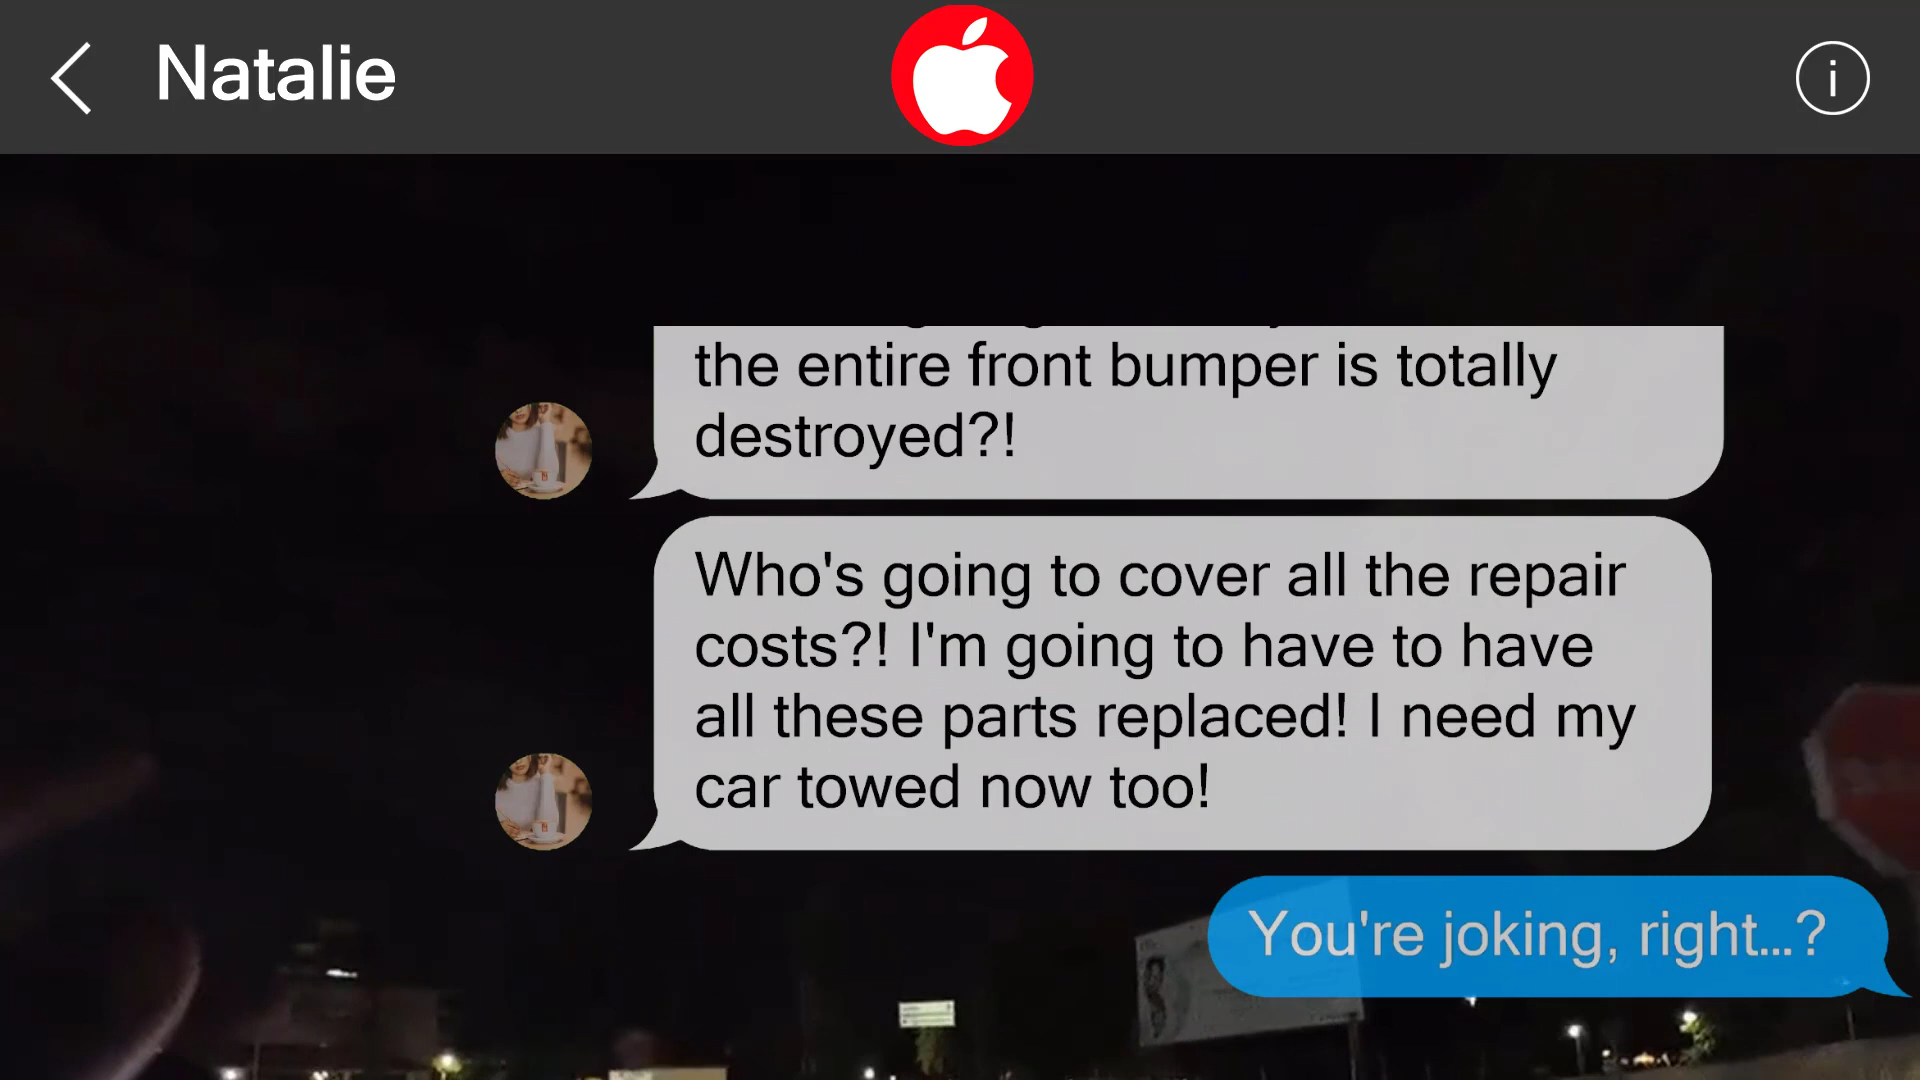 Natalie
i
the entire front bumper is totally
destroyed?!
Who's going to cover all the repair
costs?! I'm going to have to have
all these parts replaced! I need my
car towed now too!
You're joking, right...?